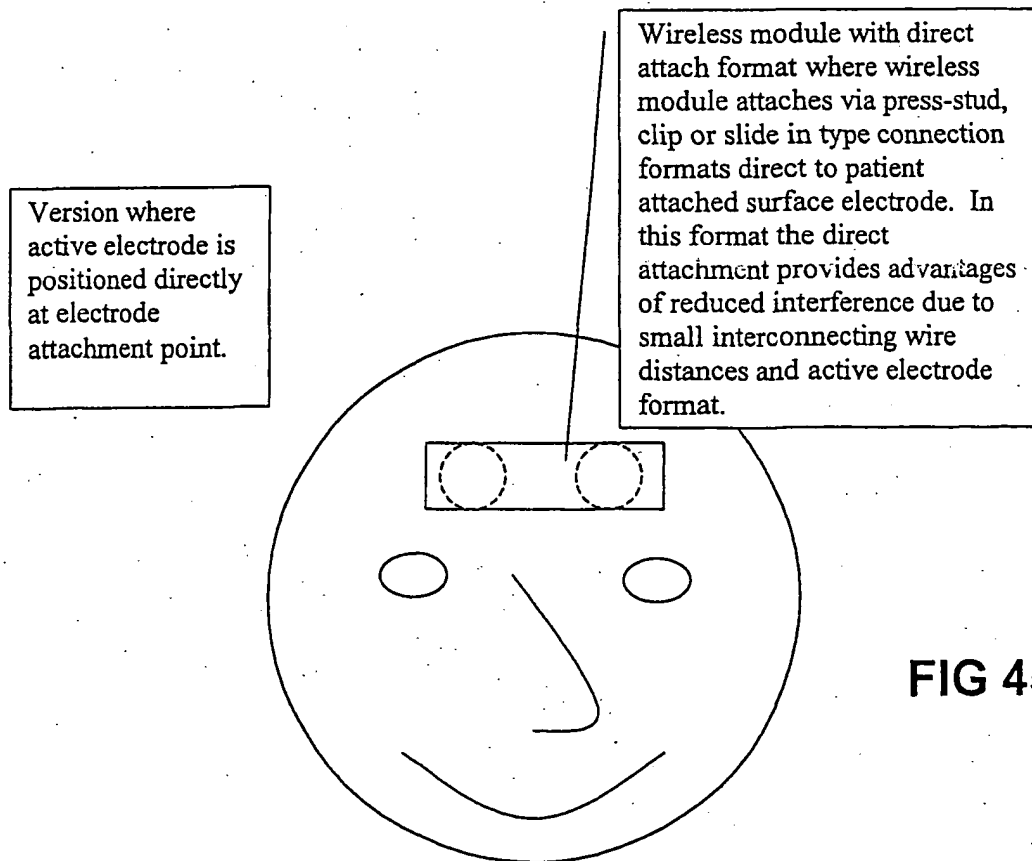 Wireless module with direct
attach format where wireless
module attaches via press-stud,
clip or slide in type connection
formats direct to patient
attached surface electrode. In
this format the direct
attachment provides advantages
of reduced interference due to
small interconnecting wire
distances and active electrode
format.
Version where
active electrode is
positioned directly
at electrode
attachment point.
FIG 4